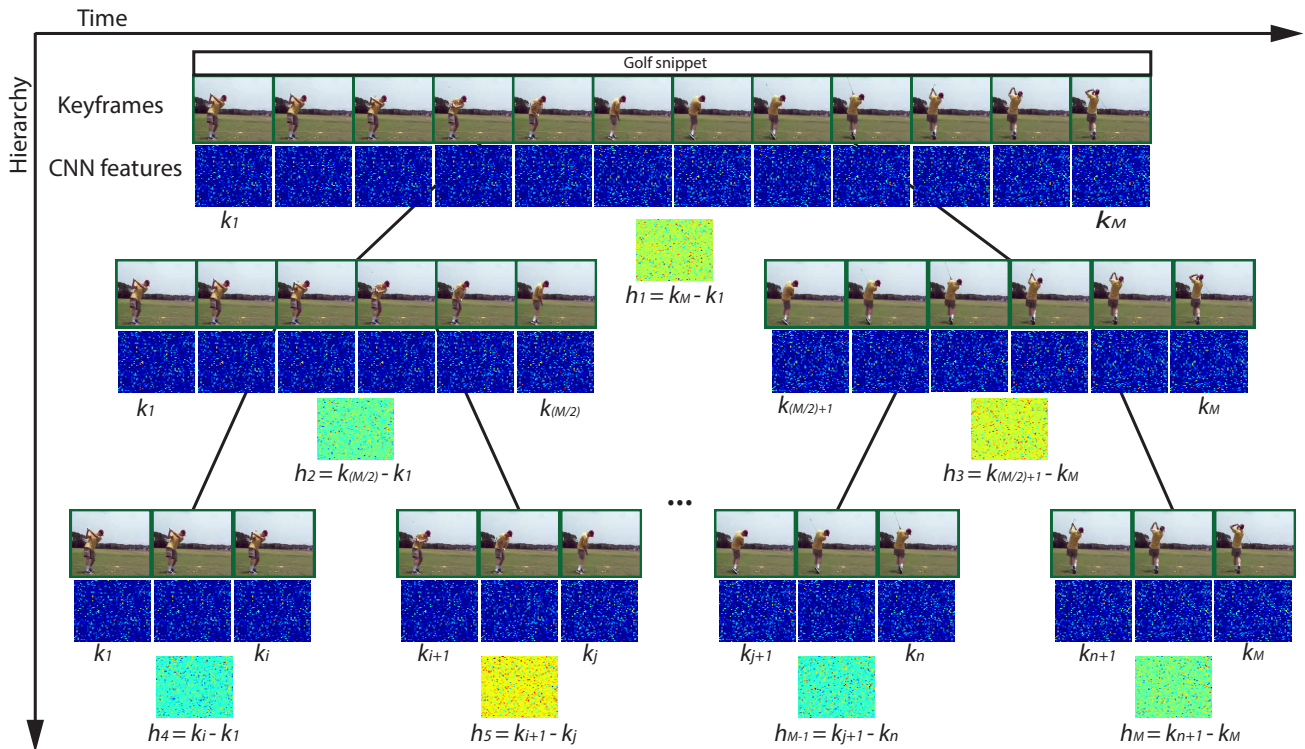 Time
Hierarchy
Golf snippet
Keyframes
CNN features
k1
kM
h1 = kM - k1
k1
k(M/2)
k(M/2)+1
kM
h2 = k(M/2) - k1
h3 = k(M/2)+1 - kM
...
k1
ki
ki+1
kj
kj+1
kn
kn+1
kM
h4 = ki - k1
h5 = ki+1 - kj
hM-1 = kj+1 - kn
hM = kn+1 - kM